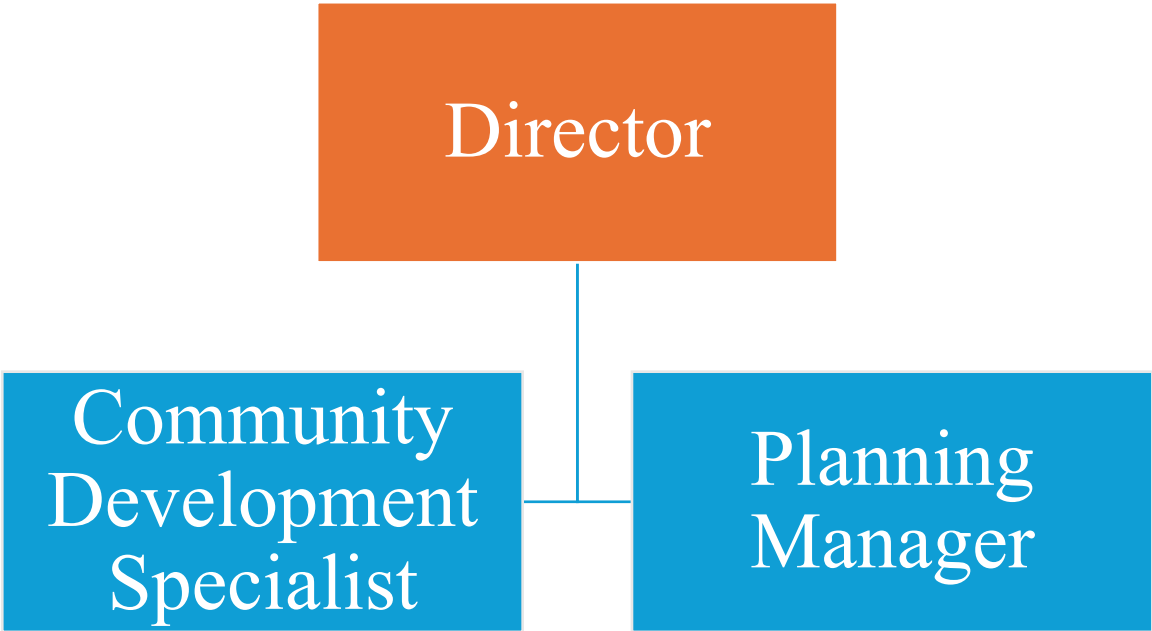 Director
Community
Development
Specialist
Planning
Manager